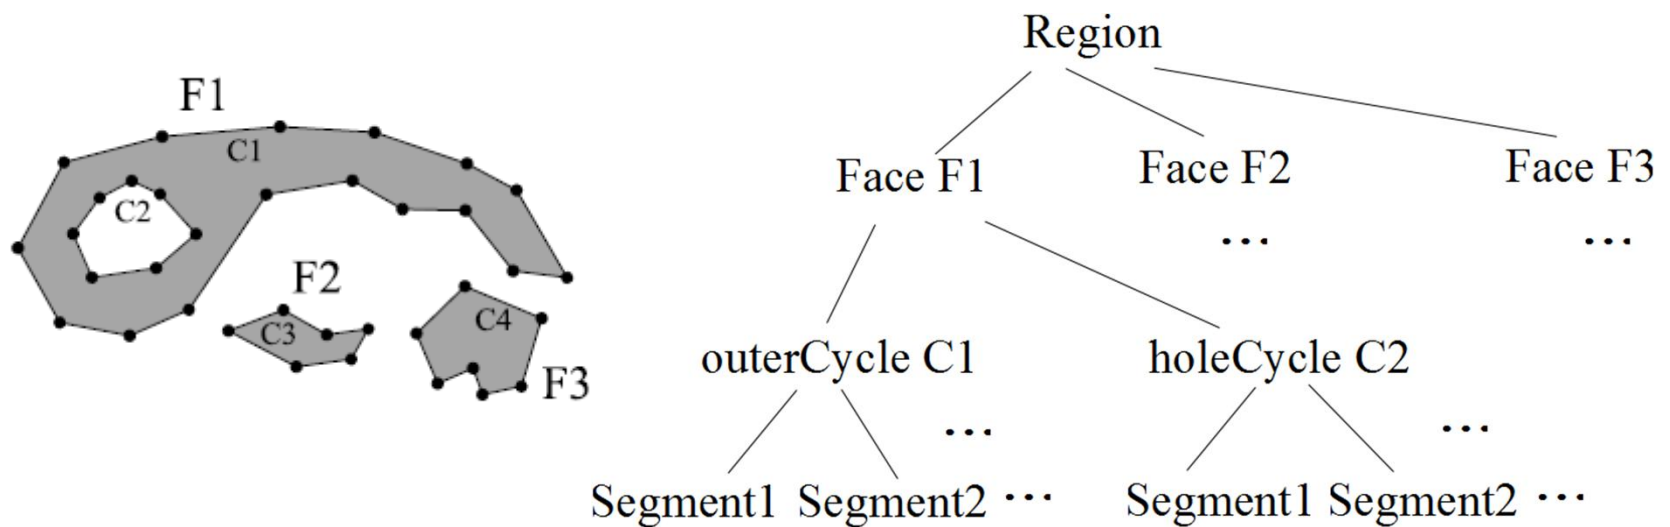 F1
C1
C2
F2
C3
C4
F3
Region
Face F1
Face F2
Face F3
...
...
outerCycle C1
holeCycle C2
...
...
Segment1 Segment2 ...
Segment1 Segment2 ...